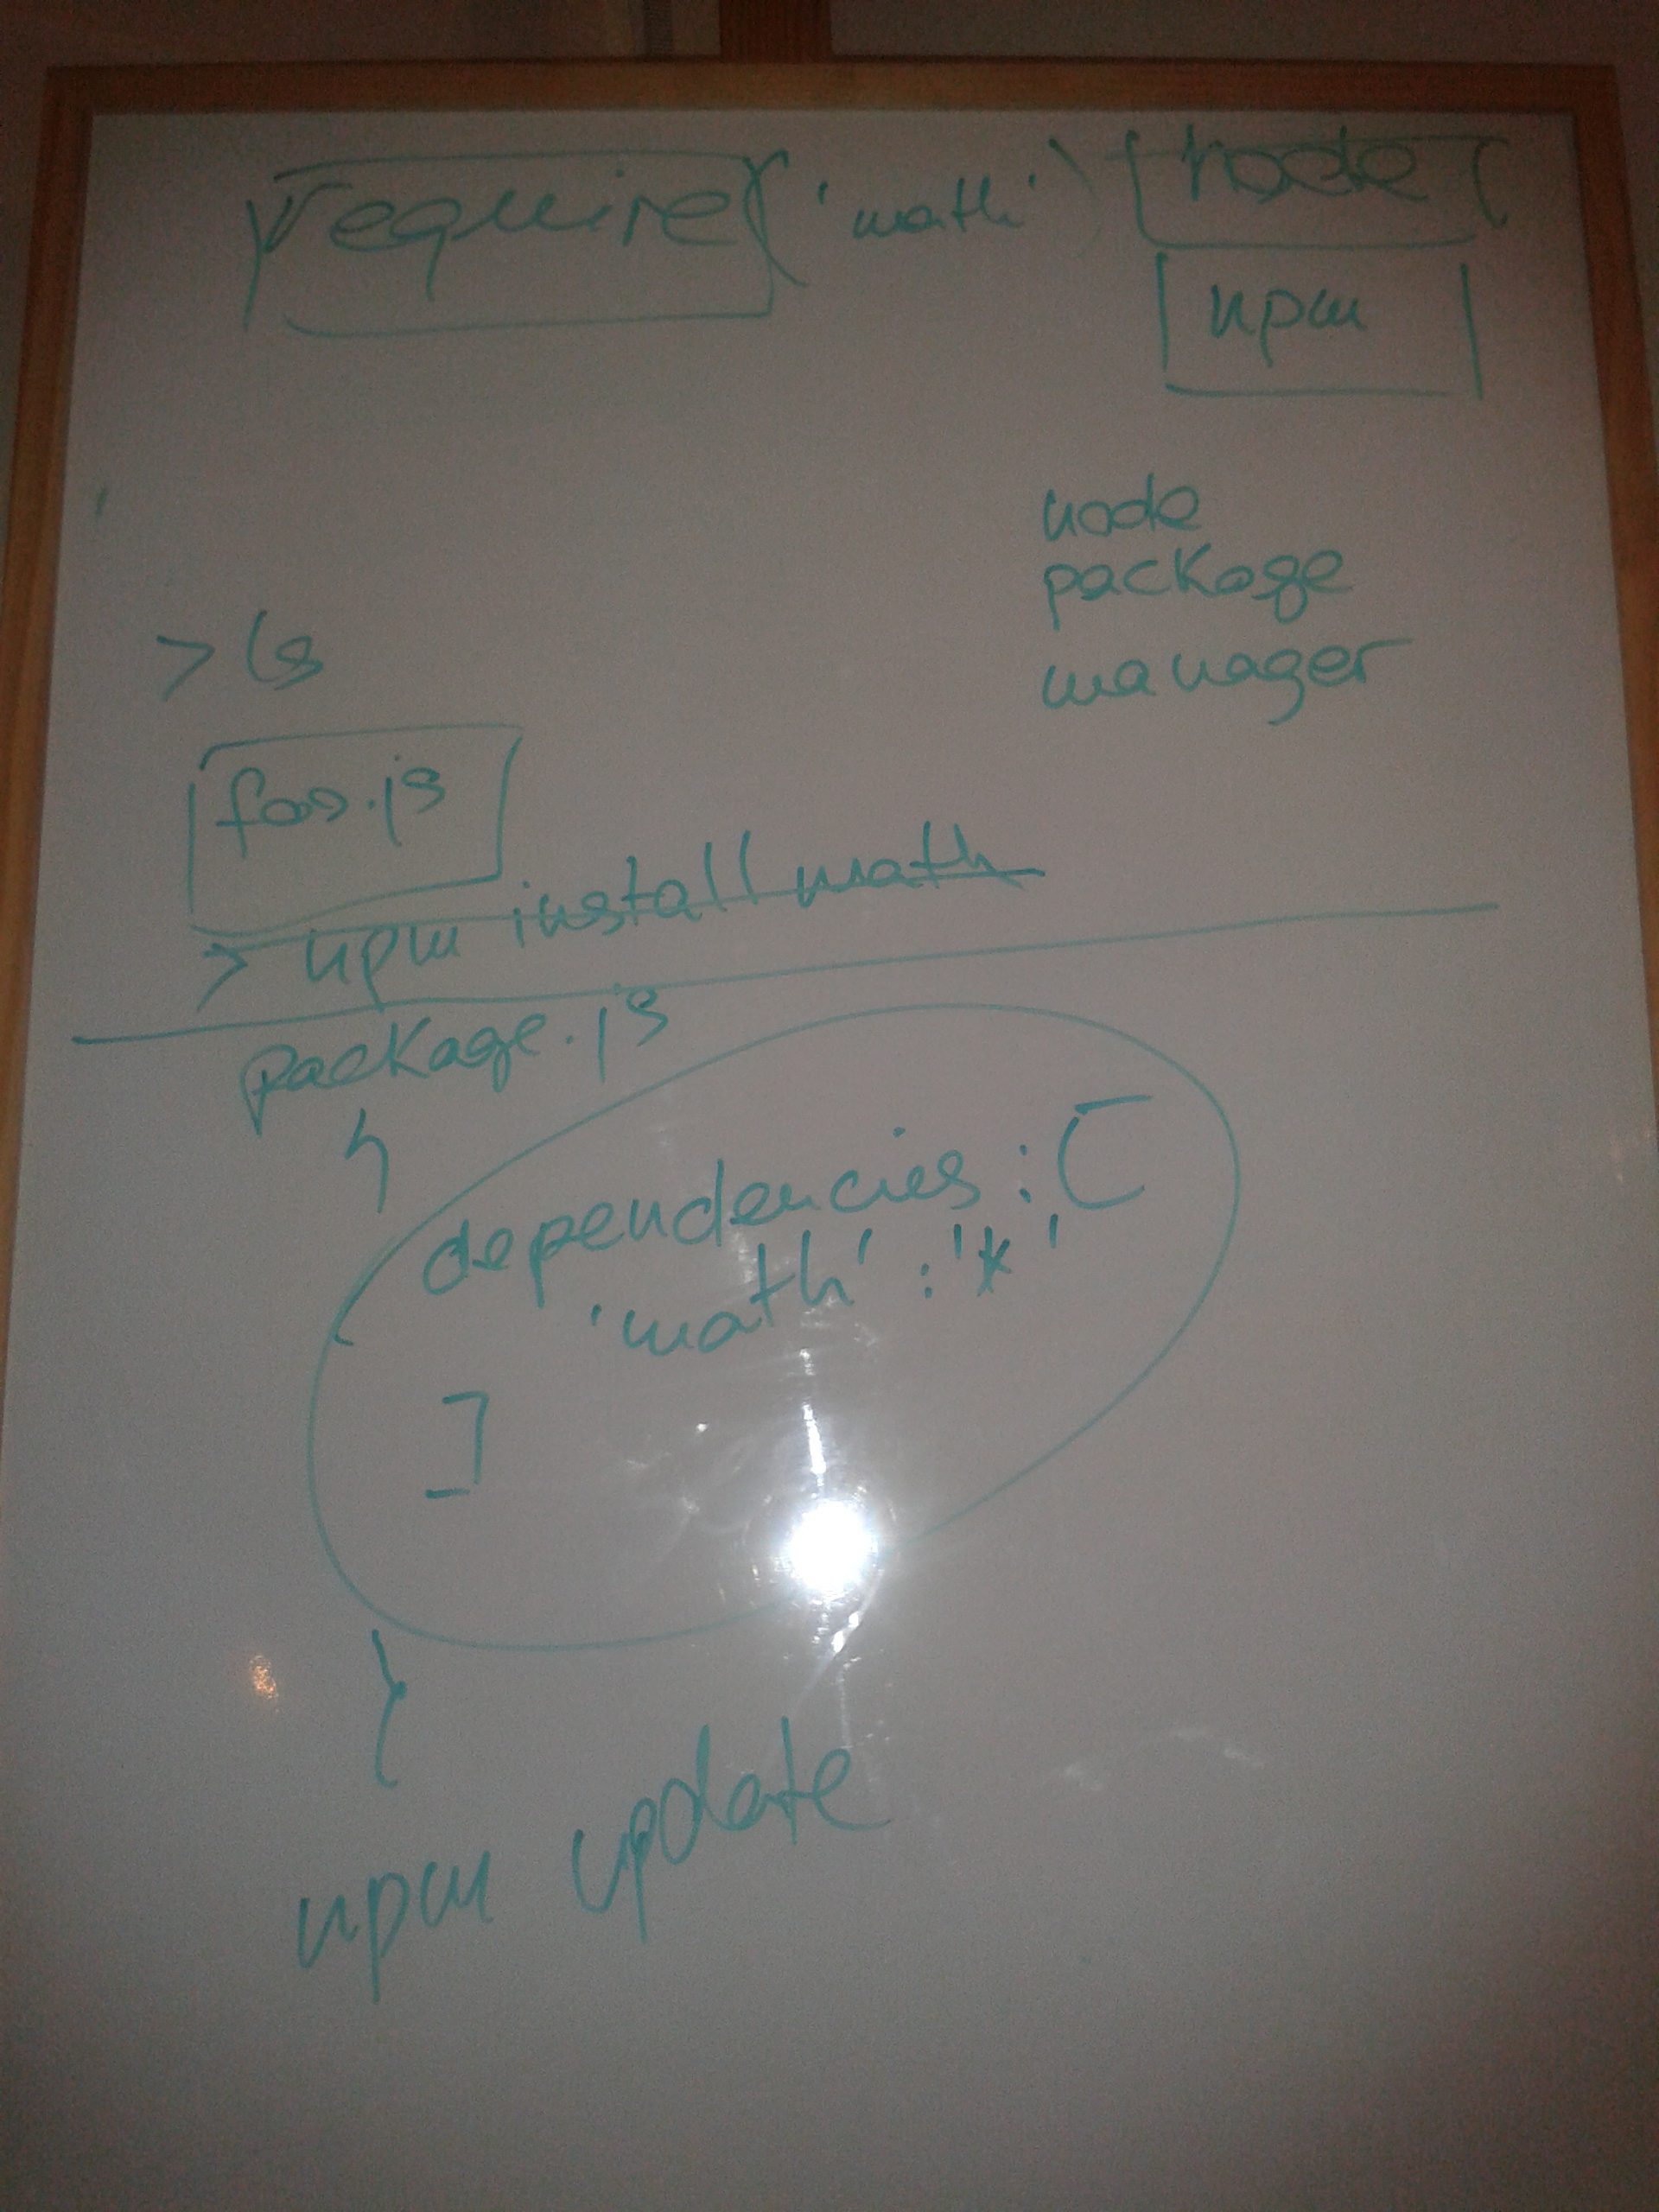 require('math')
node
npm
node
package
manager
> ls
foo.js
> npm install math
package.js
{
dependencies : [
'math' : '*'
]
}
npm update